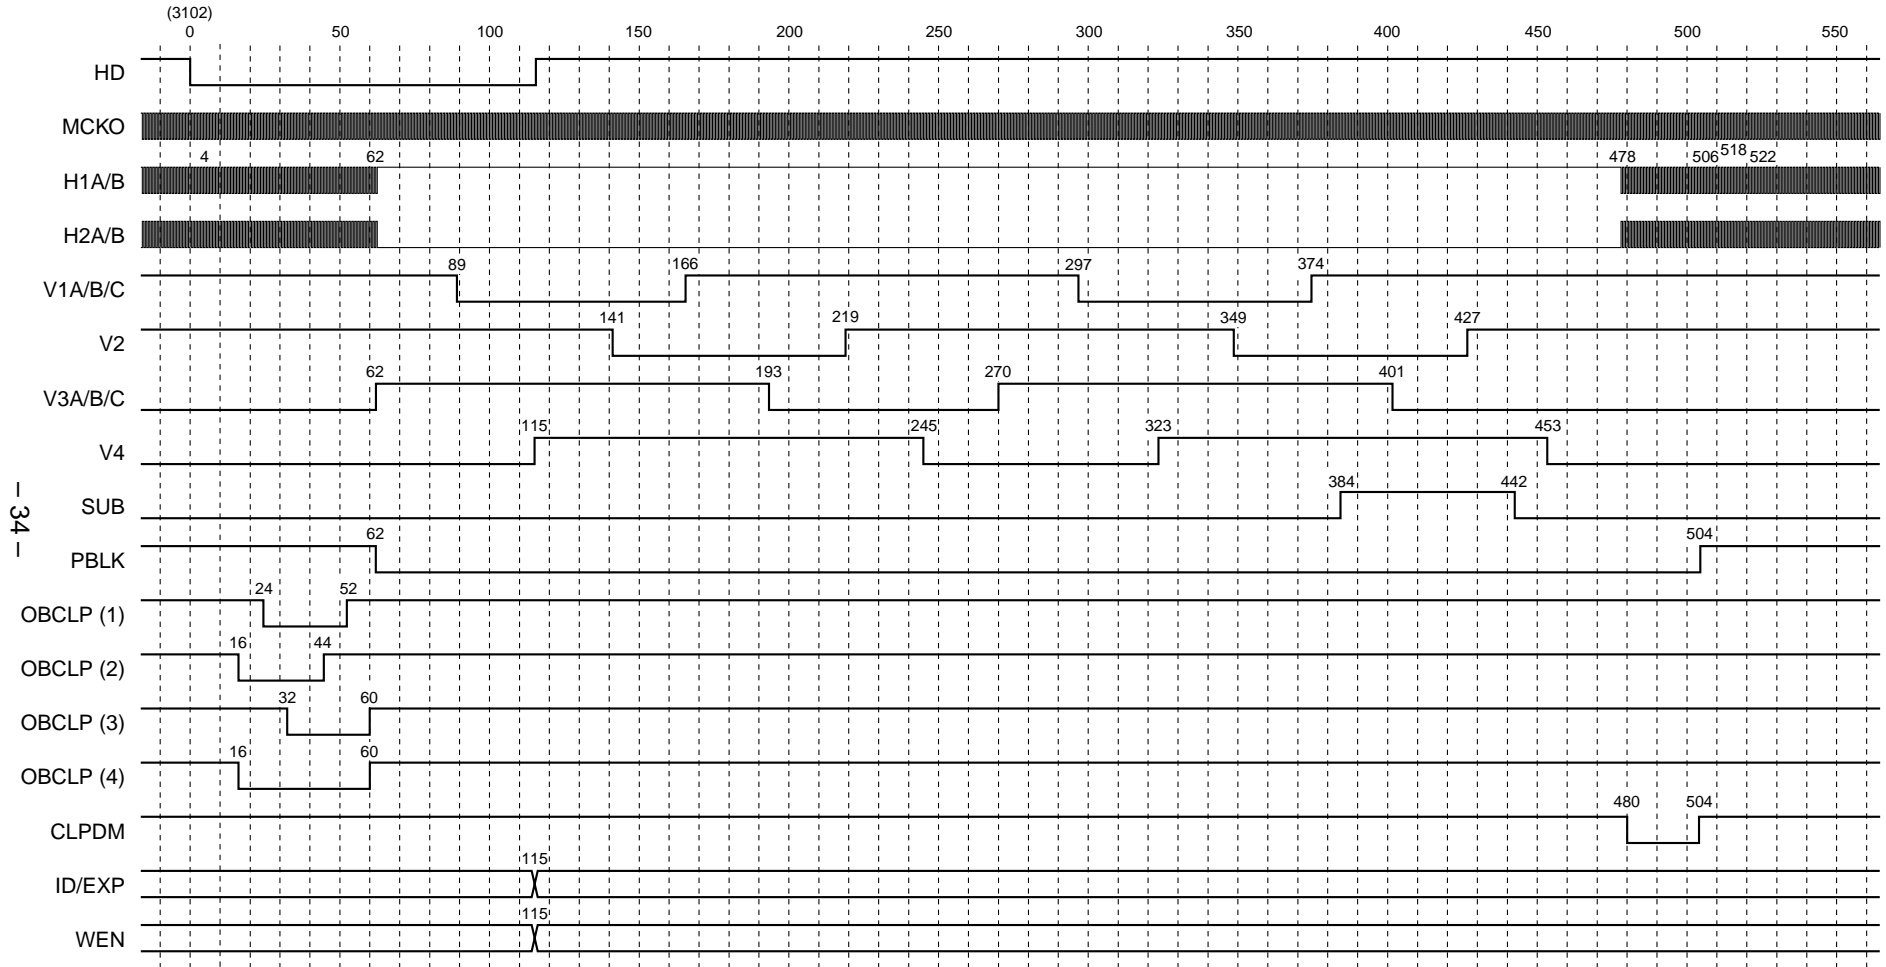 (3102)
0 50 100 150 200 250 300 350 400 450 500 550
HD
MCKO
4 62 478 506 518 522
H1A/B
H2A/B
89 166 297 374
V1A/B/C
141 219 349 427
V2
62 193 270 401
V3A/B/C
115 245 323 453
V4
384 442
SUB
– 34 –
62 504
PBLK
24 52
OBCLP (1)
16 44
OBCLP (2)
32 60
OBCLP (3)
16 60
OBCLP (4)
480 504
CLPDM
115
ID/EXP
115
WEN